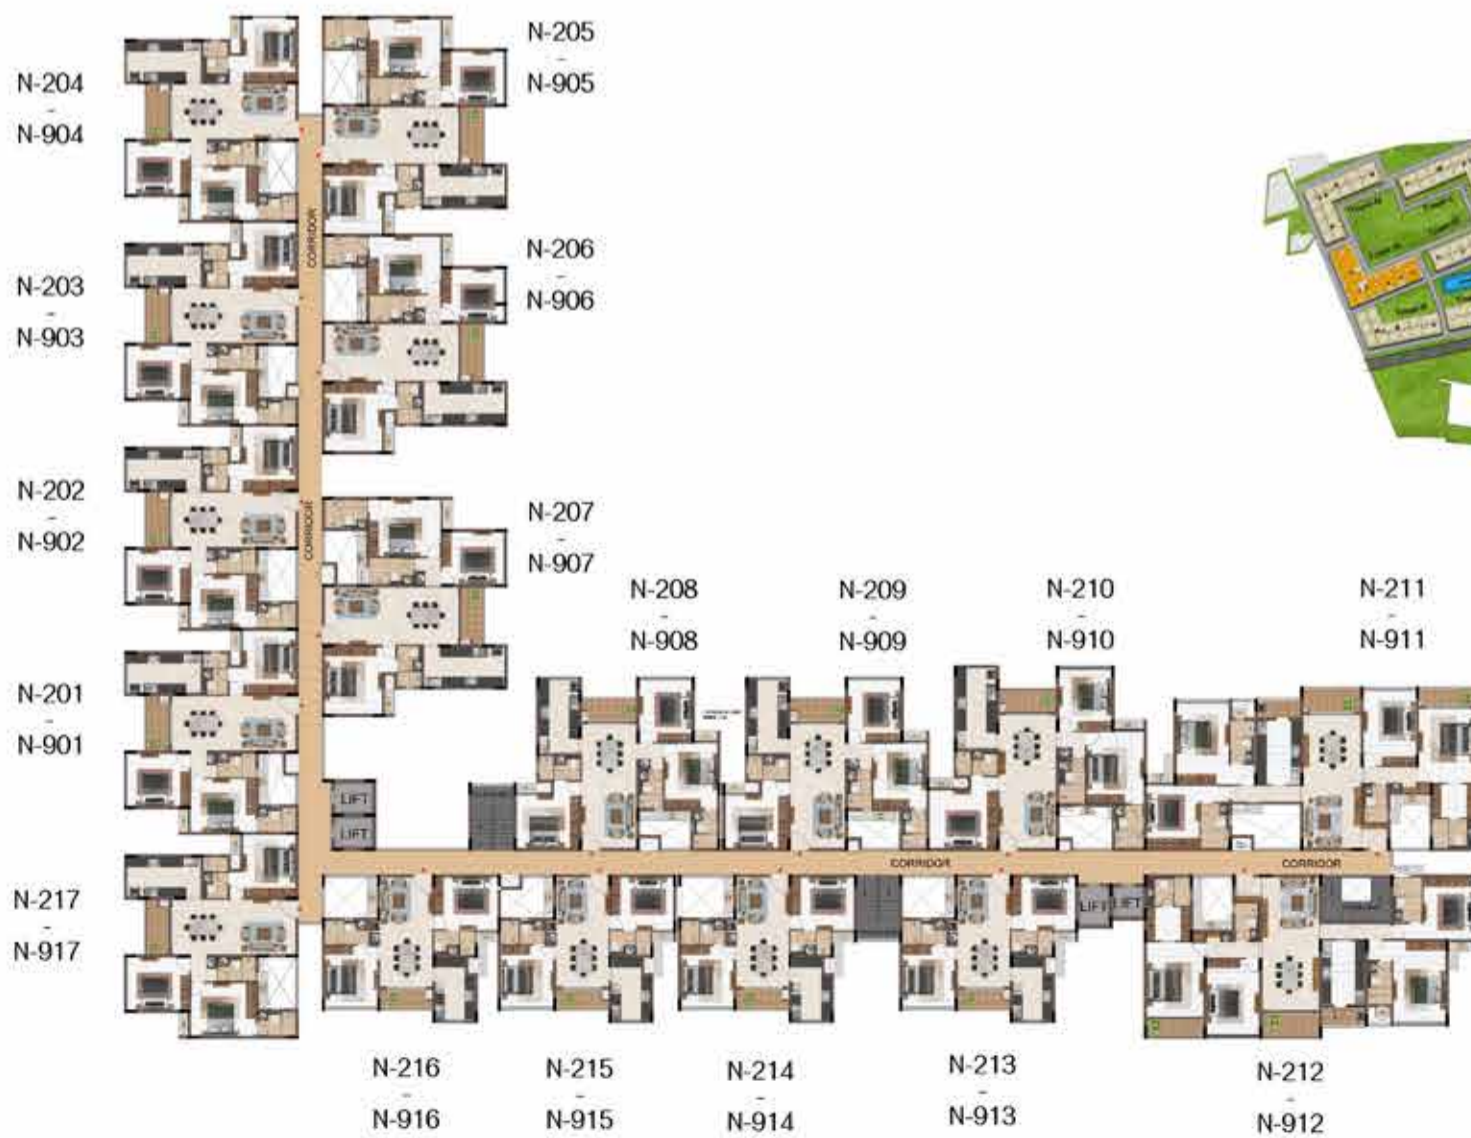 N-205
-
N-905
N-204
-
N-904
CORRIDOR
N-206
-
N-906
N-203
-
N-903
N-202
-
N-902
CORRIDOR
N-207
-
N-907
N-208
-
N-908
N-209
-
N-909
N-210
-
N-910
N-211
-
N-911
N-201
-
N-901
LIFT
LIFT
CORRIDOR
CORRIDOR
N-217
-
N-917
LIFT
LIFT
N-216
-
N-916
N-215
-
N-915
N-214
-
N-914
N-213
-
N-913
N-212
-
N-912